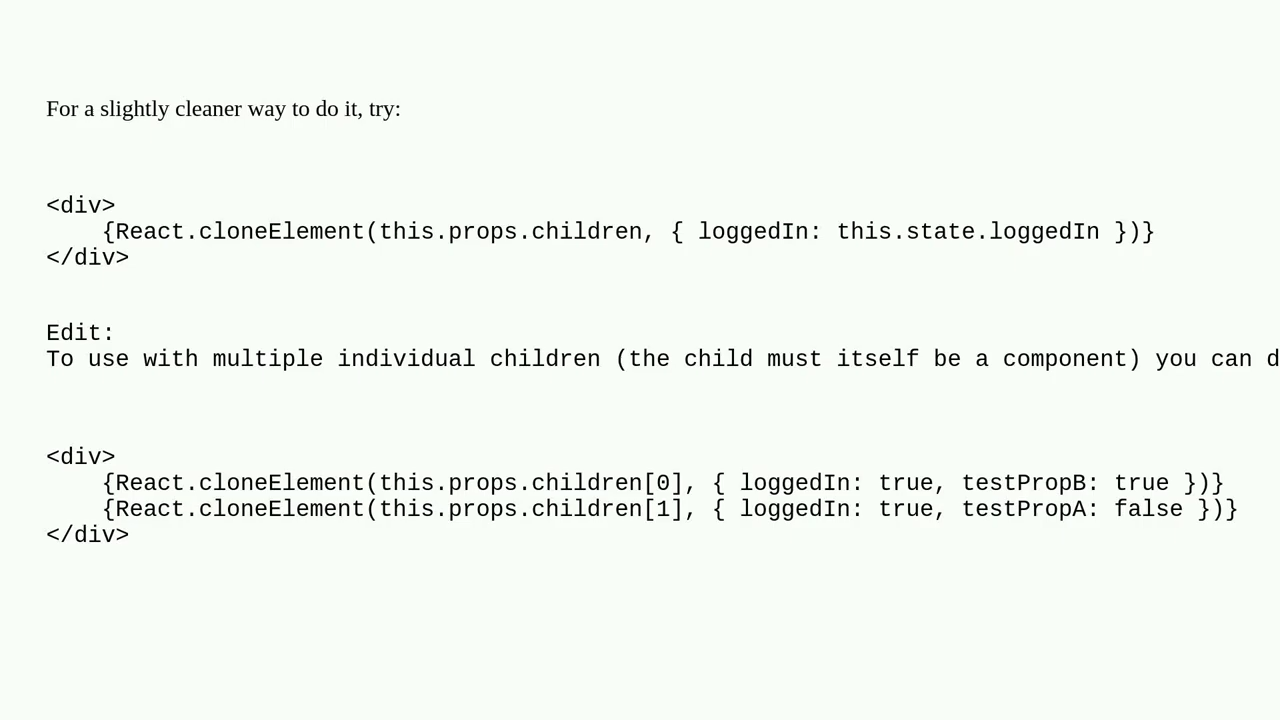 For a slightly cleaner way to do it, try:
<div>
    {React.cloneElement(this.props.children, { loggedIn: this.state.loggedIn })}
</div>
Edit:
To use with multiple individual children (the child must itself be a component) you can
<div>
    {React.cloneElement(this.props.children[0], { loggedIn: true, testPropB: true })}
    {React.cloneElement(this.props.children[1], { loggedIn: true, testPropA: false })}
</div>